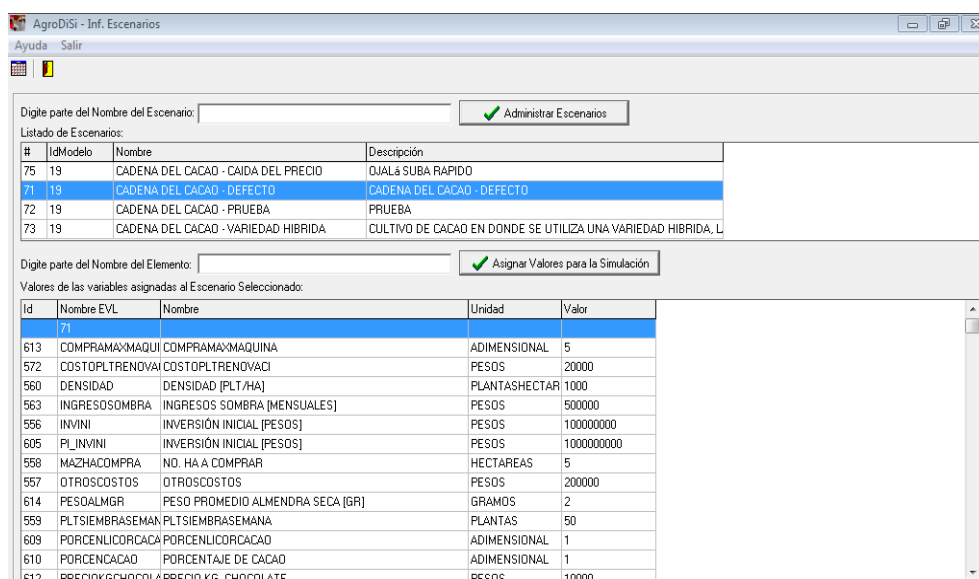 AgroDiSi - Inf. Escenarios
Ayuda Salir
Digite parte del Nombre del Escenario: Administrar Escenarios
Listado de Escenarios:
# IdModelo Nombre Descripción
75 19 CADENA DEL CACAO - CAIDA DEL PRECIO OJALá SUBA RAPIDO
71 19 CADENA DEL CACAO - DEFECTO CADENA DEL CACAO - DEFECTO
72 19 CADENA DEL CACAO - PRUEBA PRUEBA
73 19 CADENA DEL CACAO - VARIEDAD HIBRIDA CULTIVO DE CACAO EN DONDE SE UTILIZA UNA VARIEDAD HIBRIDA,
Digite parte del Nombre del Elemento: Asignar Valores para la Simulación
Valores de las variables asignadas al Escenario Seleccionado:
Id Nombre EVL Nombre Unidad Valor
71
613 COMPRAMAXMAQUI COMPRAMAXMAQUINA ADIMENSIONAL 5
572 COSTOPLTRENOVA COSTOPLTRENOVACI PESOS 20000
560 DENSIDAD DENSIDAD [PLT/HA] PLANTASHECTAR 1000
563 INGRESOSOMBRA INGRESOS SOMBRA [MENSUALES] PESOS 500000
556 INVINI INVERSIÓN INICIAL [PESOS] PESOS 100000000
605 PI_INVINI INVERSIÓN INICIAL [PESOS] PESOS 1000000000
558 MAZHACOMPRA NO. HA A COMPRAR HECTAREAS 5
557 OTROSCOSTOS OTROSCOSTOS PESOS 200000
614 PESOALMGR PESO PROMEDIO ALMENDRA SECA [GR] GRAMOS 2
559 PLTSIEMBRASEMAN PLTSIEMBRASEMANA PLANTAS 50
609 PORCENLICORCACA PORCENLICORCACAO ADIMENSIONAL 1
610 PORCENCACAO PORCENTAJE DE CACAO ADIMENSIONAL 1
612 PRECIOKGCHOCOLA PRECIO KG. CHOCOLATE PESOS 10000